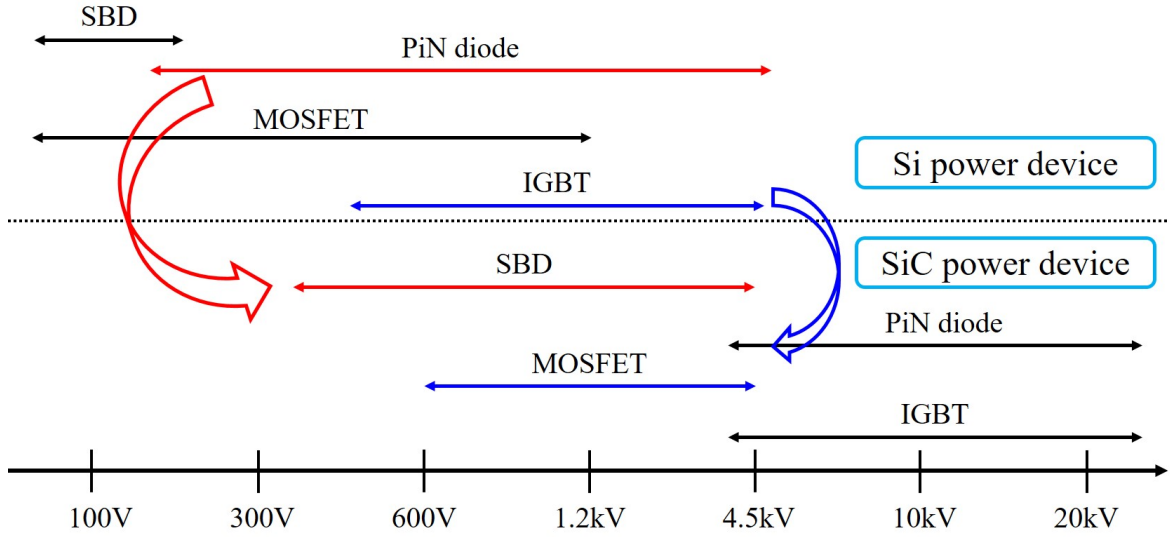 SBD
PiN diode
MOSFET
Si power device
IGBT
SiC power device
SBD
PiN diode
MOSFET
IGBT
100V 300V 600V 1.2kV 4.5kV 10kV 20kV